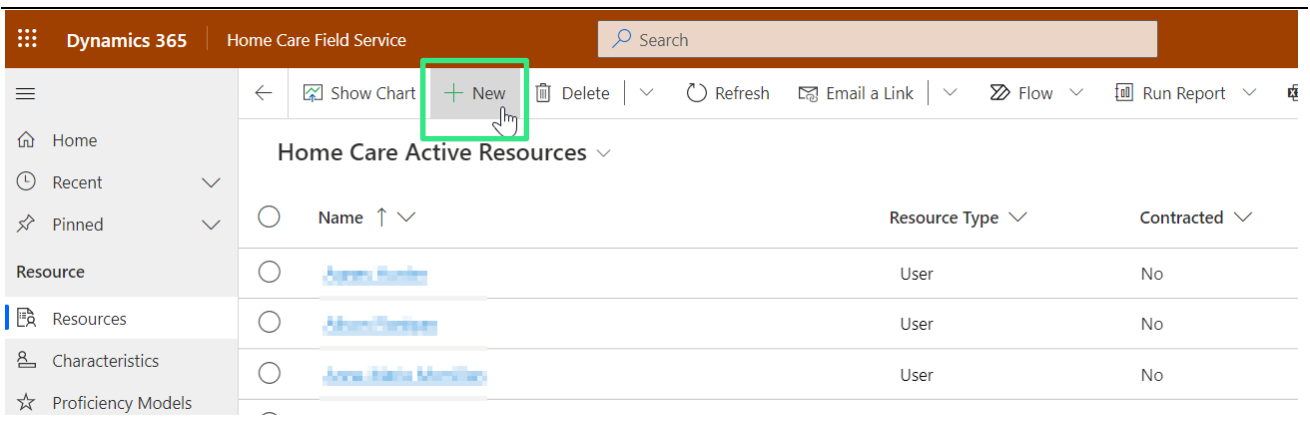 Dynamics 365 Home Care Field Service Search
Show Chart New Delete Refresh Email a Link Flow Run Report
Home
Home Care Active Resources
Recent
Pinned
Name Resource Type Contracted
Resource
User No
Resources
User No
Characteristics
User No
Proficiency Models